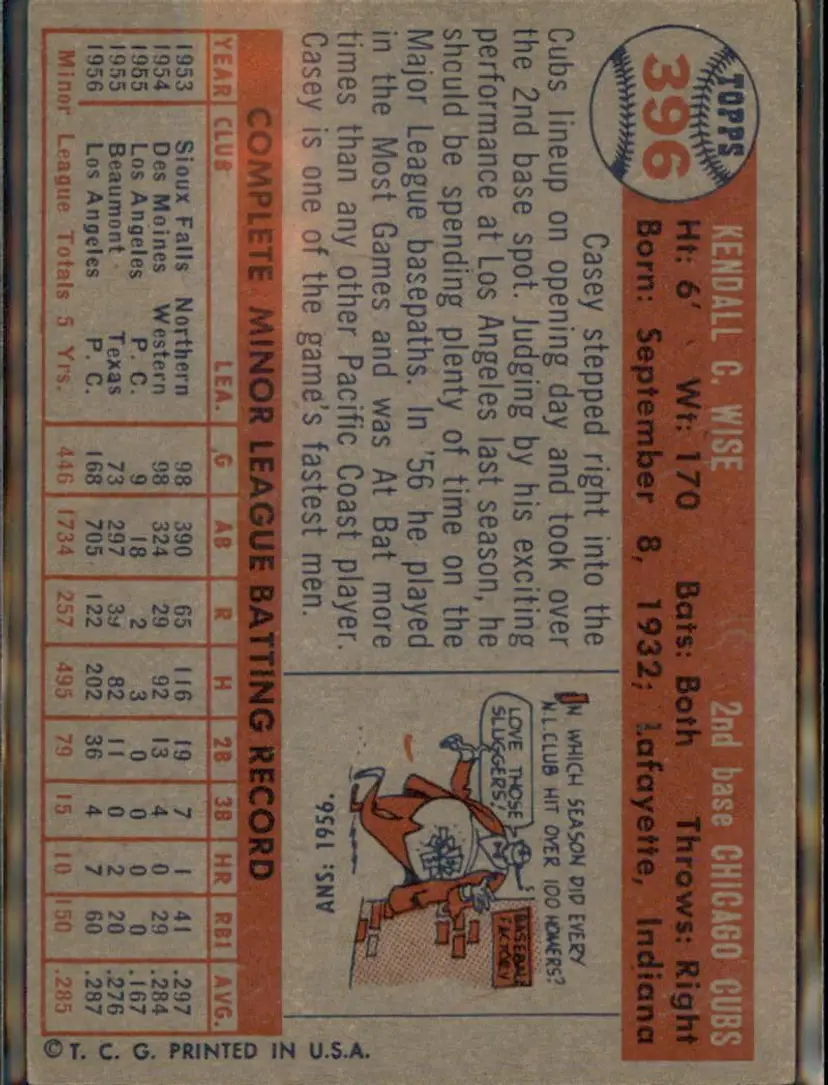 TOPPS
396
KENDALL C. WISE 2nd base CHICAGO CUBS
Ht: 6' Wt: 170 Bats: Both Throws: Right
Born: September 8, 1932; Lafayette, Indiana
Casey stepped right into the
Cubs lineup on opening day and took over
the 2nd base spot. Judging by his exciting
performance at Los Angeles last season, he
should be spending plenty of time on the
Major League basepaths. In '56 he played
in the Most Games and was At Bat more
times than any other Pacific Coast player.
Casey is one of the game's fastest men.
IN WHICH SEASON DID EVERY
N.L. CLUB HIT OVER 100 HOMERS?
LOVE THOSE
SLUGGERS!
BASEBALL
FACTORY
ANS: 1956.
COMPLETE MINOR LEAGUE BATTING RECORD
YEAR CLUB LEA. G AB R H 2B 3B HR RBI AVG.
1953 Sioux Falls Northern 98 390 65 116 19 7 1 41 .297
1954 Des Moines Western 98 324 29 92 13 4 0 29 .284
1955 Los Angeles P. C. 9 18 2 3 0 0 0 0 .167
1955 Beaumont Texas 73 297 39 82 11 0 2 20 .276
1956 Los Angeles P. C. 168 705 122 202 36 4 7 60 .287
Minor League Totals 5 Yrs. 446 1734 257 495 79 15 10 150 .285
© T. C. G. PRINTED IN U.S.A.